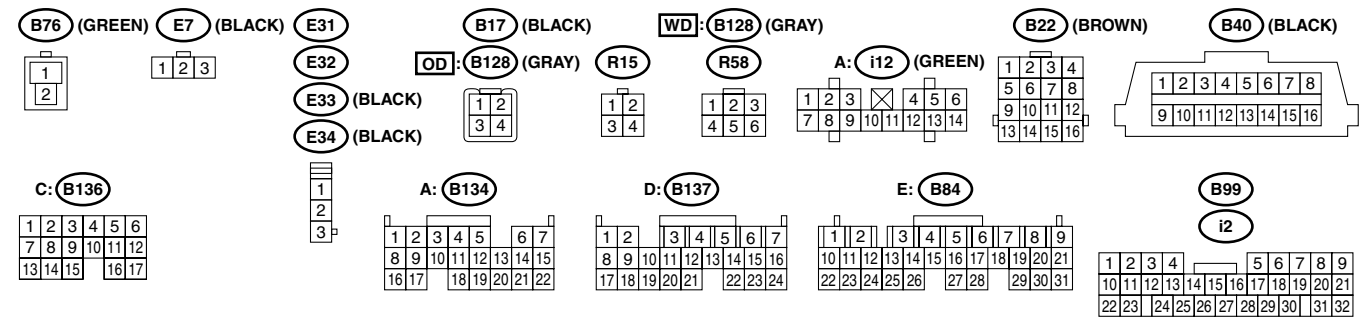 B76 (GREEN) E7 (BLACK) E31 B17 (BLACK) WD: B128 (GRAY) B22 (BROWN) B40 (BLACK)
E32 OD: B128 (GRAY) R15 R58 A: i12 (GREEN)
E33 (BLACK)
E34 (BLACK)
1
2
1 2 3
1
2
3
1 2
3 4
1 2
3 4
1 2 3
4 5 6
1 2 3 4 5 6
7 8 9 10 11 12 13 14
1 2 3 4
5 6 7 8
9 10 11 12
13 14 15 16
1 2 3 4 5 6 7 8
9 10 11 12 13 14 15 16
C: B136 A: B134 D: B137 E: B84 B99
i2
1 2 3 4 5 6
7 8 9 10 11 12
13 14 15 16 17
1 2 3 4 5 6 7
8 9 10 11 12 13 14 15
16 17 18 19 20 21 22
1 2 3 4 5 6 7
8 9 10 11 12 13 14 15 16
17 18 19 20 21 22 23 24
1 2 3 4 5 6 7 8 9
10 11 12 13 14 15 16 17 18 19 20 21
22 23 24 25 26 27 28 29 30 31
1 2 3 4 5 6 7 8 9
10 11 12 13 14 15 16 17 18 19 20 21
22 23 24 25 26 27 28 29 30 31 32